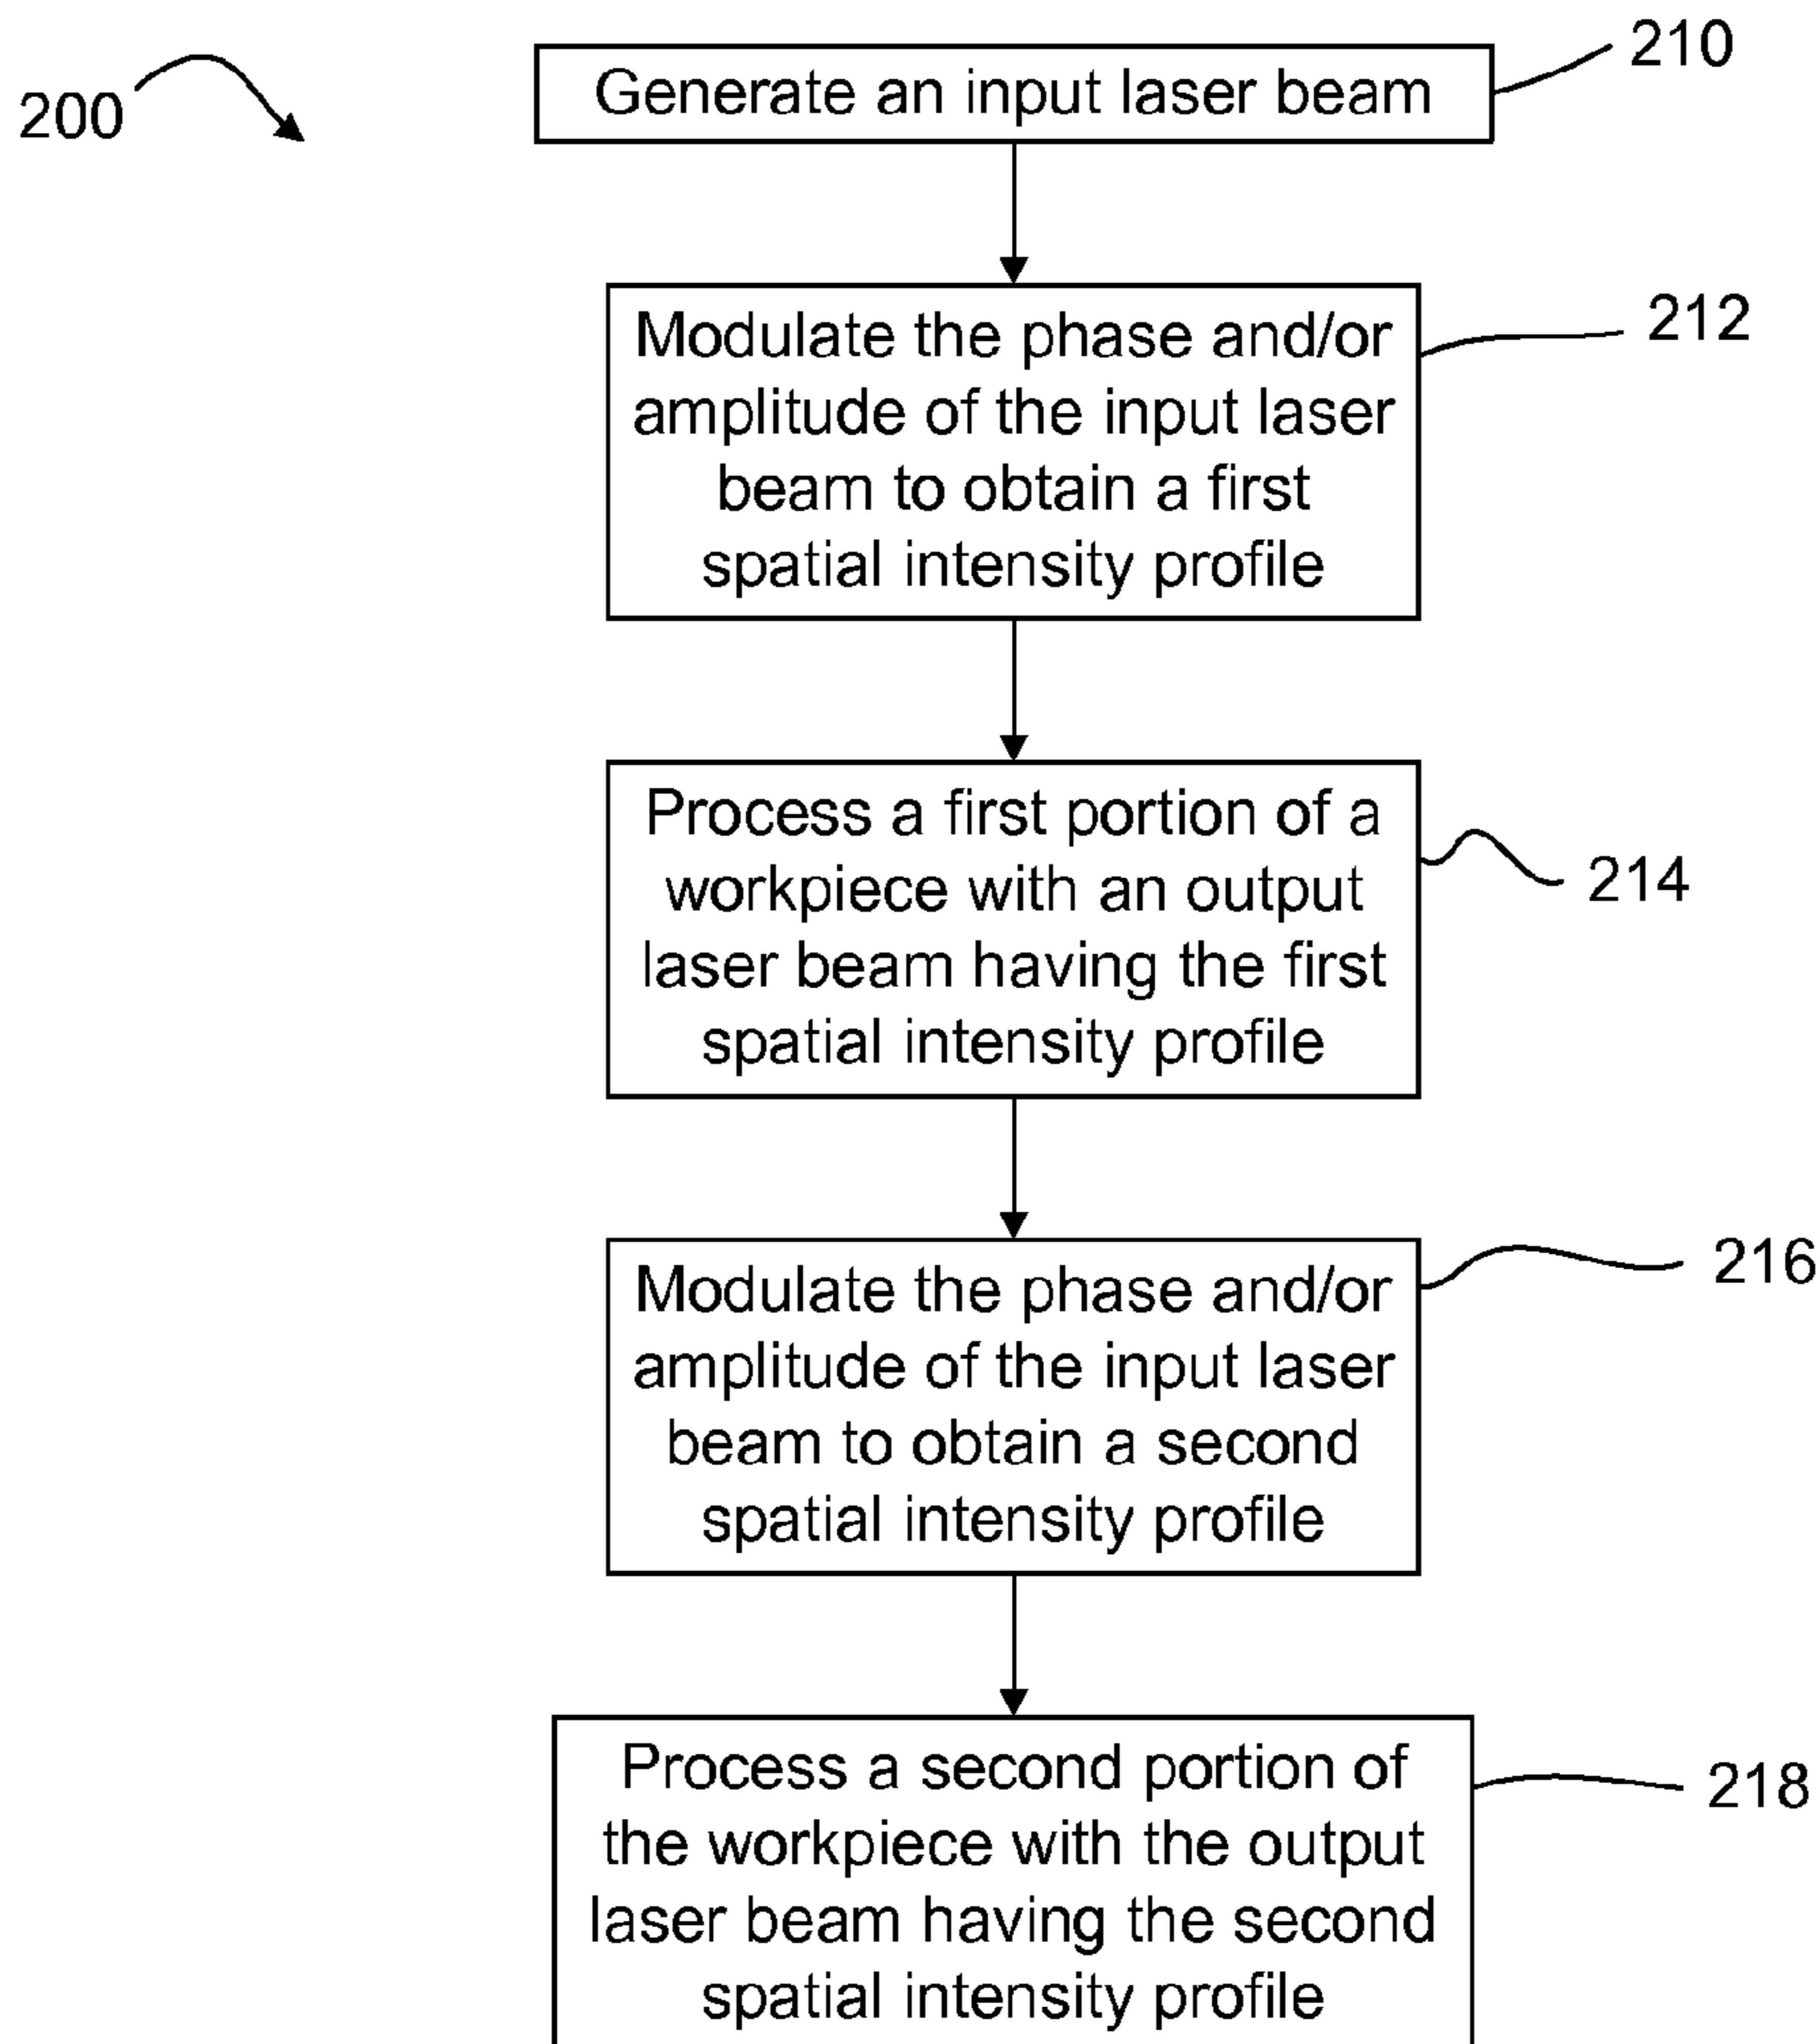 200
Generate an input laser beam
210
Modulate the phase and/or
amplitude of the input laser
beam to obtain a first
spatial intensity profile
212
Process a first portion of a
workpiece with an output
laser beam having the first
spatial intensity profile
214
Modulate the phase and/or
amplitude of the input laser
beam to obtain a second
spatial intensity profile
216
Process a second portion of
the workpiece with the output
laser beam having the second
spatial intensity profile
218